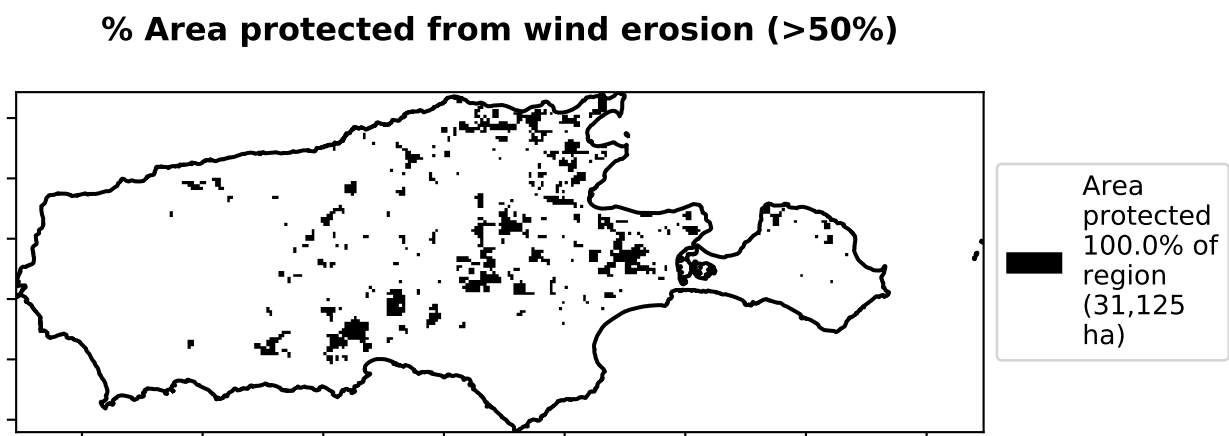 % Area protected from wind erosion (>50%)
Area
protected
100.0% of
region
(31,125
ha)